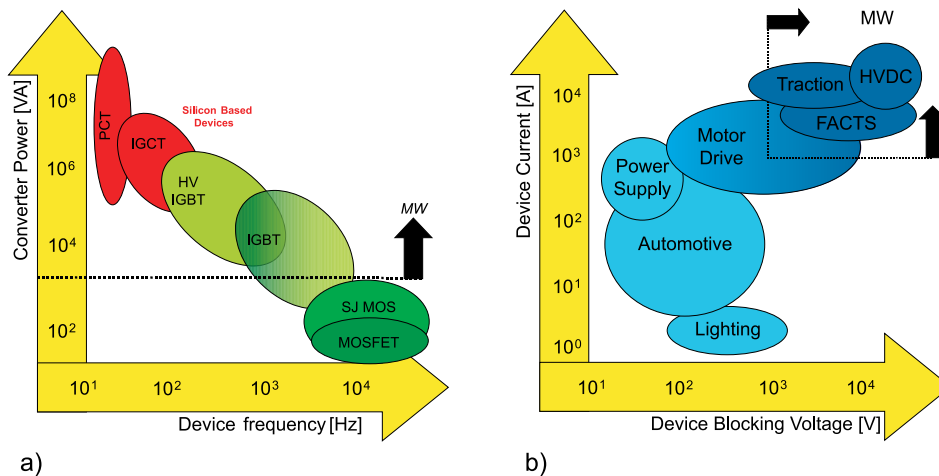 Converter Power [VA]
10⁸
10⁶
10⁴
10²
PCT
IGCT
Silicon Based
Devices
HV
IGBT
IGBT
MW
SJ MOS
MOSFET
10¹
10²
10³
10⁴
Device frequency [Hz]
a)
MW
Device Current [A]
10⁴
10³
10²
10¹
10⁰
Traction
HVDC
FACTS
Motor
Drive
Power
Supply
Automotive
Lighting
10¹
10²
10³
10⁴
Device Blocking Voltage [V]
b)